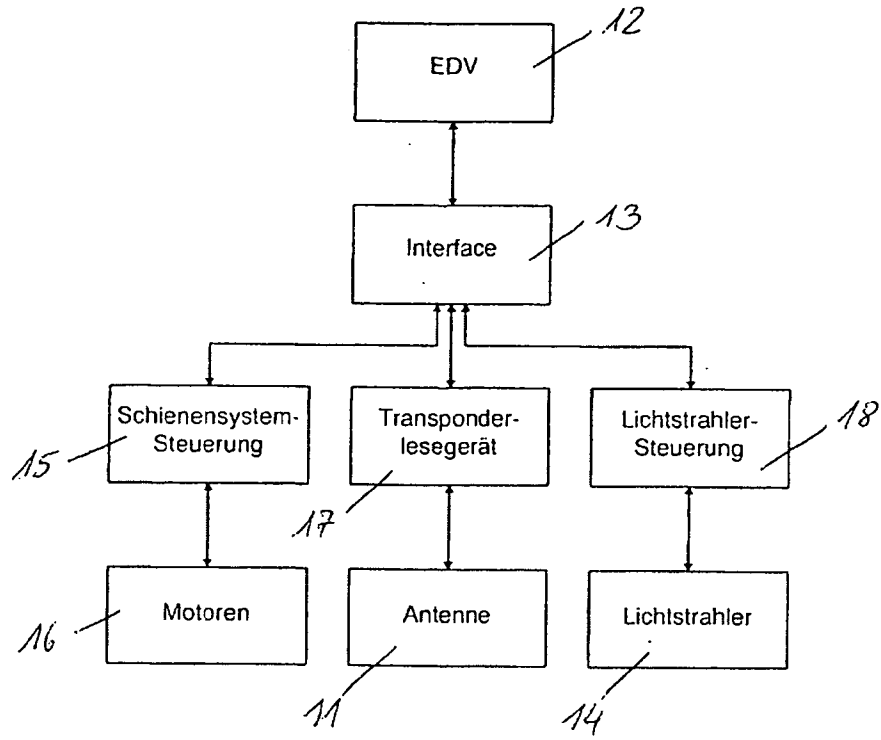 12
EDV
13
Interface
Schienensystem-
Steuerung
15
Transponder-
lesegerät
17
Lichtstrahler-
Steuerung
18
Motoren
16
Antenne
11
Lichtstrahler
14